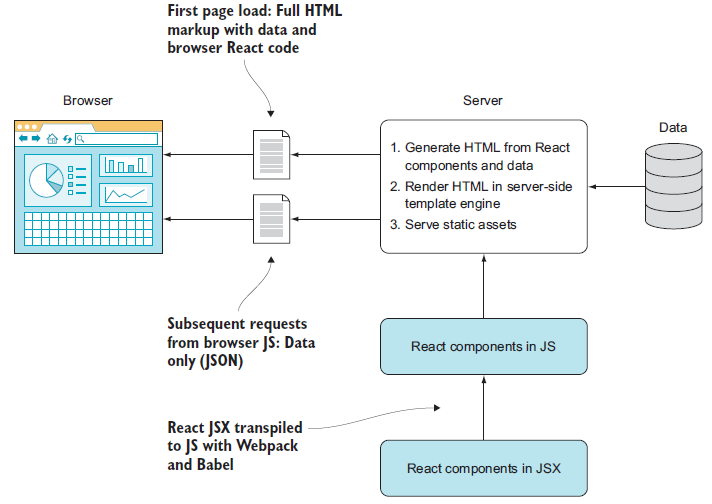 First page load: Full HTML
markup with data and
browser React code
Browser
Server
Data
1. Generate HTML from React
components and data
2. Render HTML in server-side
template engine
3. Serve static assets
Subsequent requests
from browser JS: Data
only (JSON)
React components in JS
React JSX transpiled
to JS with Webpack
and Babel
React components in JSX